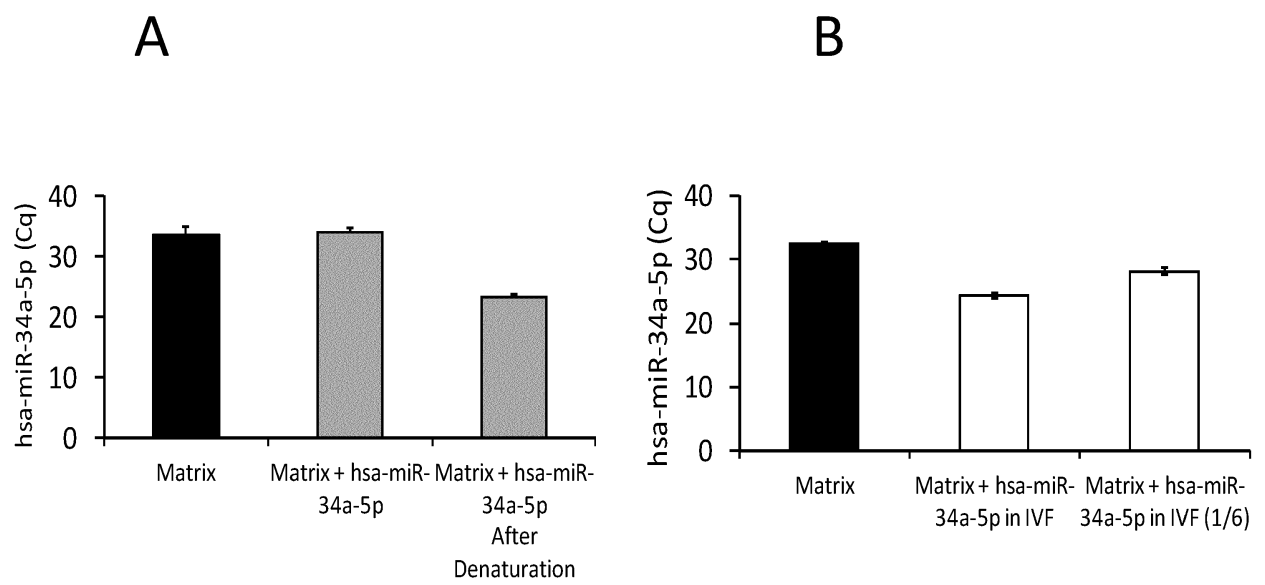 A
B
hsa-miR-34a-5p (Cq)
40
30
20
10
0
Matrix
Matrix + hsa-miR-
34a-5p
Matrix + hsa-miR-
34a-5p
After
Denaturation
hsa-miR-34a-5p (Cq)
40
30
20
10
0
Matrix
Matrix + hsa-miR-
34a-5p in IVF
Matrix + hsa-miR-
34a-5p in IVF (1/6)